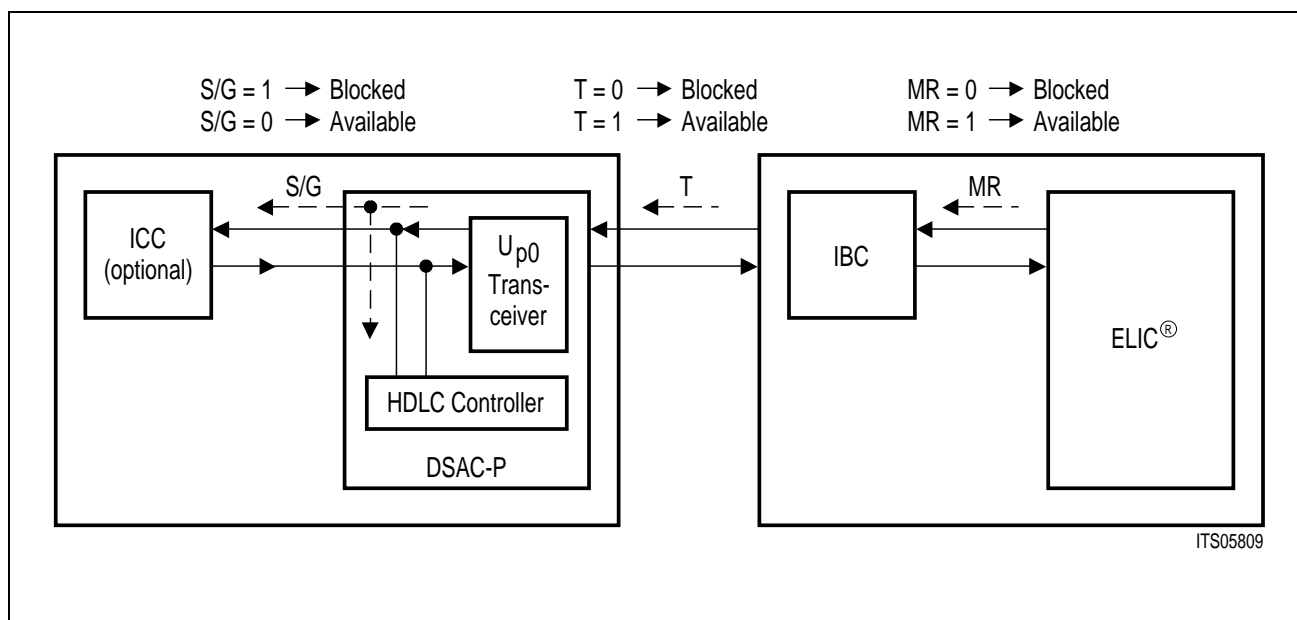 S/G = 1 → Blocked
S/G = 0 → Available
T = 0 → Blocked
T = 1 → Available
MR = 0 → Blocked
MR = 1 → Available
S/G
T
MR
ICC
(optional)
Up0
Trans-
ceiver
HDLC Controller
DSAC-P
IBC
ELIC®
ITS05809